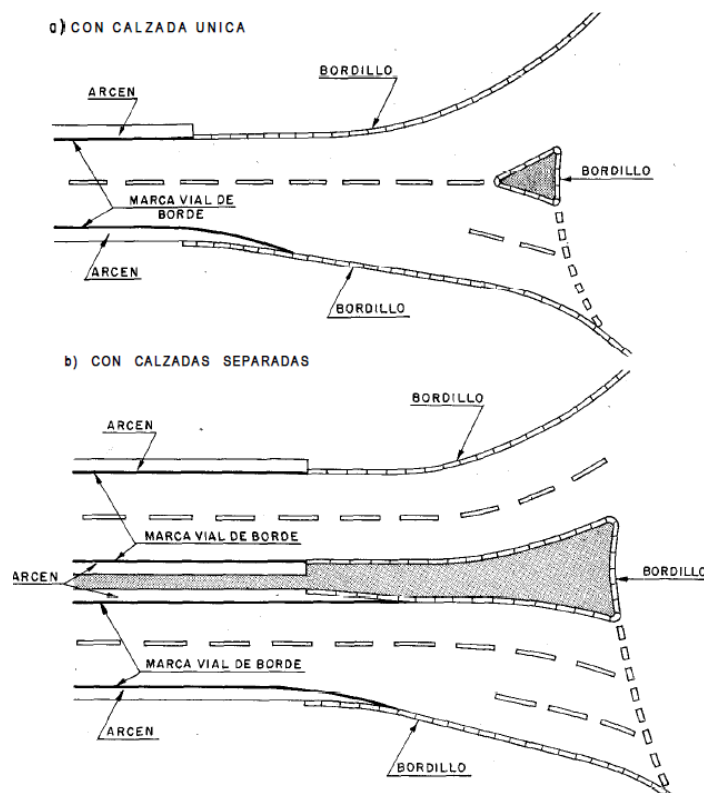 a) CON CALZADA UNICA
BORDILLO
ARCEN
BORDILLO
MARCA VIAL DE
BORDE
ARCEN
BORDILLO
b) CON CALZADAS SEPARADAS
BORDILLO
ARCEN
MARCA VIAL DE BORDE
ARCEN
BORDILLO
MARCA VIAL DE BORDE
ARCEN
BORDILLO